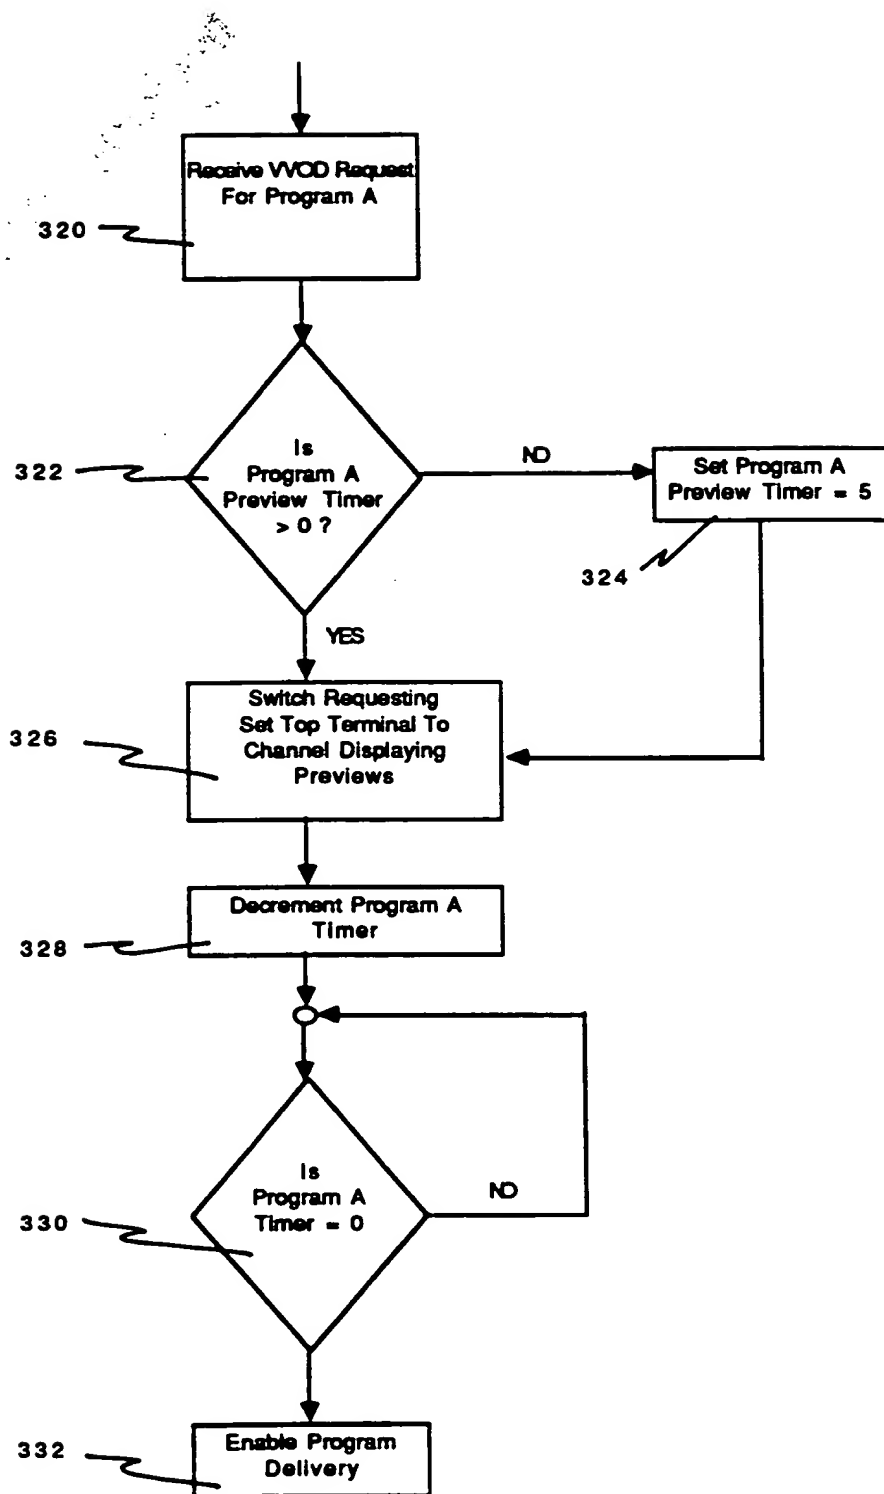 Receive VVOD Request
For Program A
320
Is
Program A
Preview Timer
> 0 ?
322
NO
Set Program A
Preview Timer = 5
324
YES
Switch Requesting
Set Top Terminal To
Channel Displaying
Previews
326
Decrement Program A
Timer
328
Is
Program A
Timer = 0
NO
330
Enable Program
Delivery
332